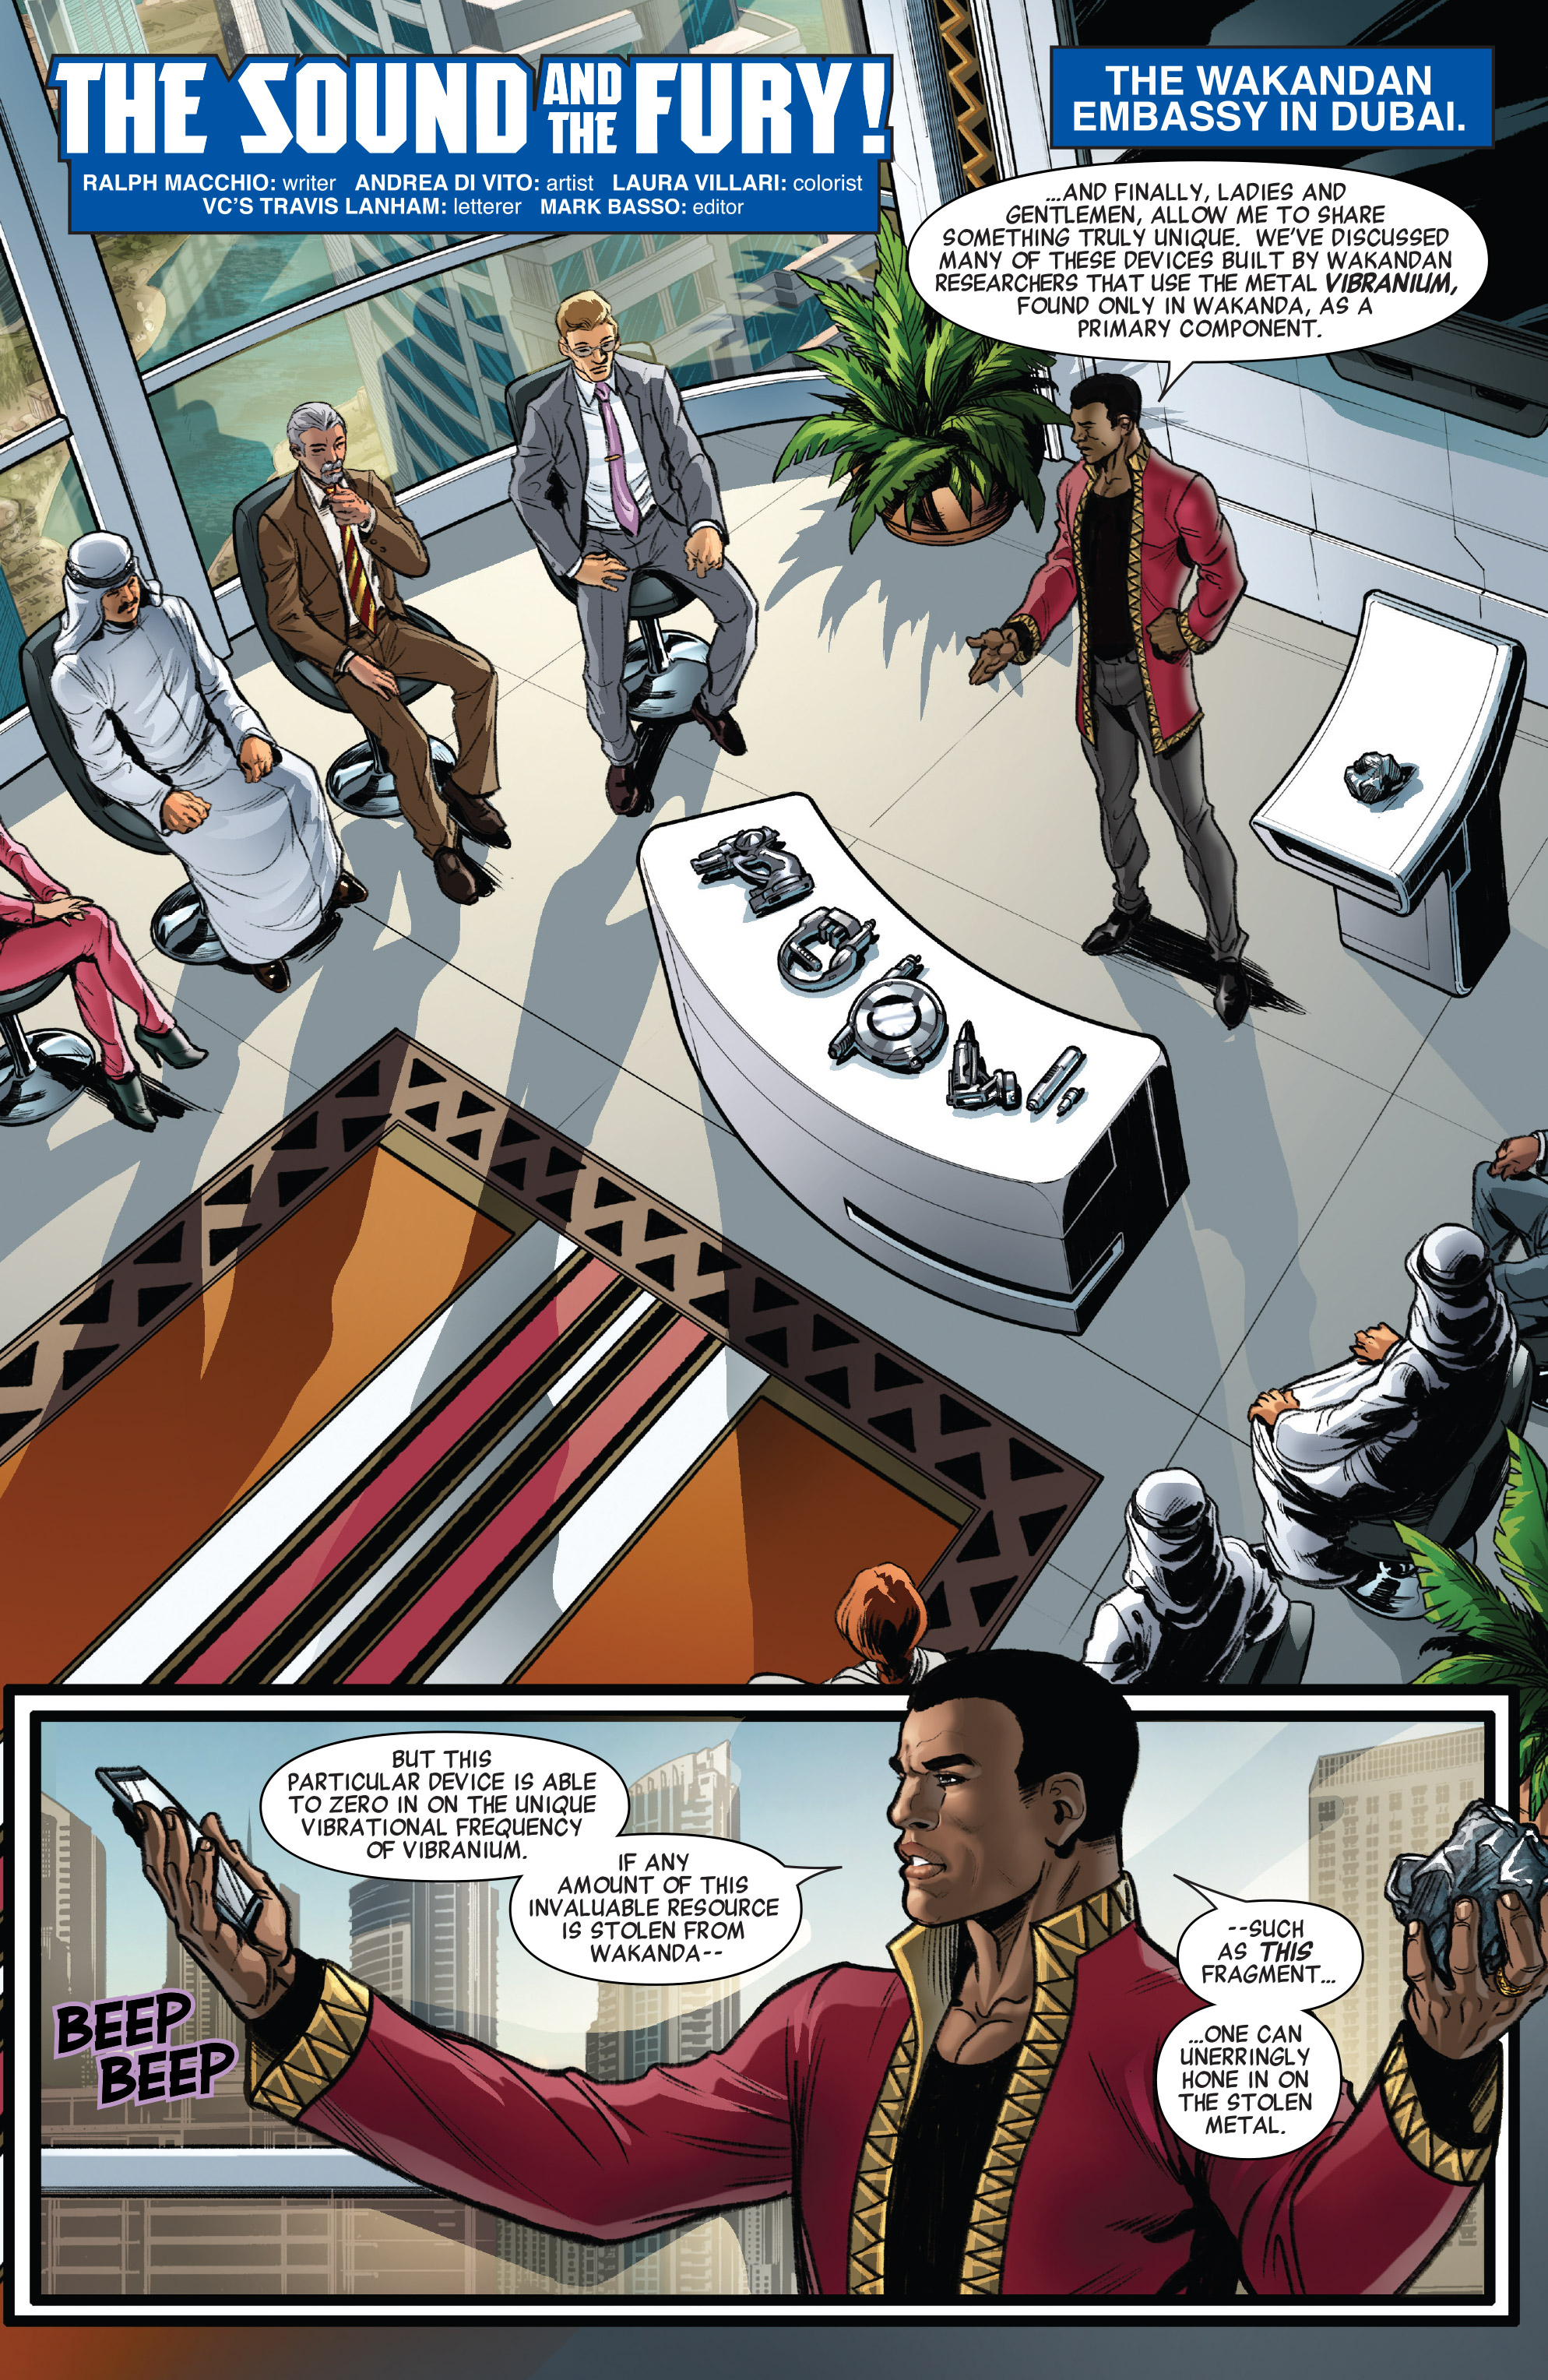 THE SOUND AND THE FURY!
RALPH MACCHIO: writer ANDREA DI VITO: artist LAURA VILLARI: colorist
VC'S TRAVIS LANHAM: letterer MARK BASSO: editor
THE WAKANDAN
EMBASSY IN DUBAI.
...AND FINALLY, LADIES AND
GENTLEMEN, ALLOW ME TO SHARE
SOMETHING TRULY UNIQUE. WE'VE DISCUSSED
MANY OF THESE DEVICES BUILT BY WAKANDAN
RESEARCHERS THAT USE THE METAL VIBRANIUM,
FOUND ONLY IN WAKANDA, AS A
PRIMARY COMPONENT.
BUT THIS
PARTICULAR DEVICE IS ABLE
TO ZERO IN ON THE UNIQUE
VIBRATIONAL FREQUENCY
OF VIBRANIUM.
IF ANY
AMOUNT OF THIS
INVALUABLE RESOURCE
IS STOLEN FROM
WAKANDA--
--SUCH
AS THIS
FRAGMENT...
...ONE CAN
UNERRINGLY
HONE IN ON
THE STOLEN
METAL.
BEEP
BEEP